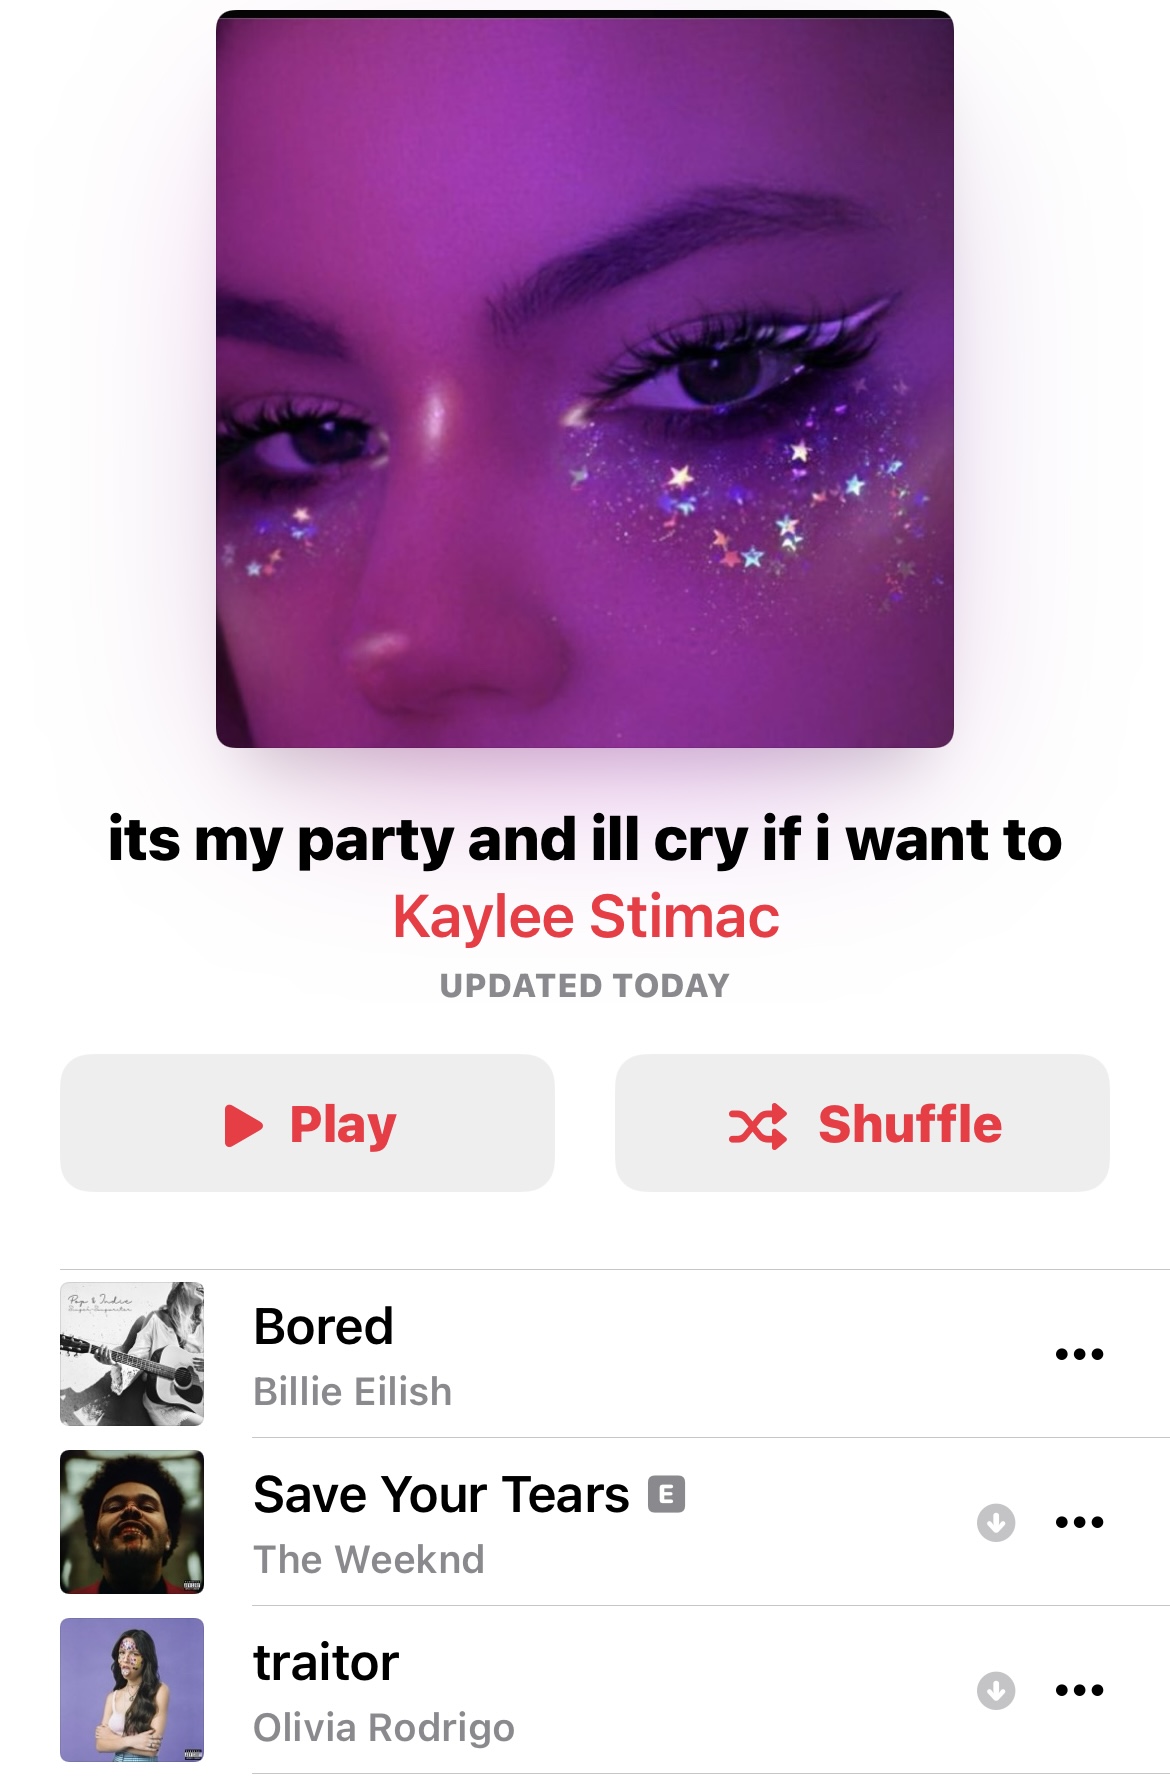 its my party and ill cry if i want to
Kaylee Stimac
UPDATED TODAY
Play
Shuffle
Pop & Indie
Bored
Billie Eilish
Save Your Tears E
The Weeknd
traitor
Olivia Rodrigo